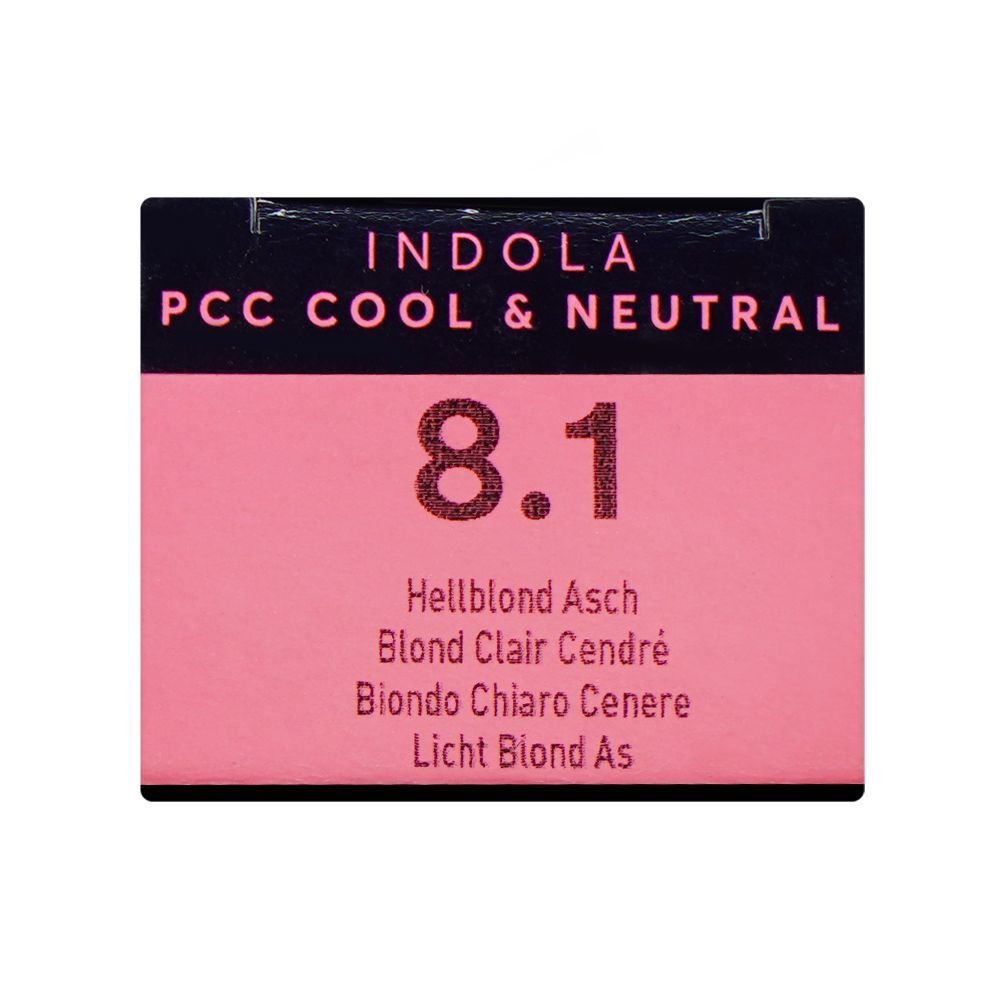 INDOLA
PCC COOL & NEUTRAL
8.1
Hellblond Asch
Blond Clair Cendré
Biondo Chiaro Cenere
Licht Blond As